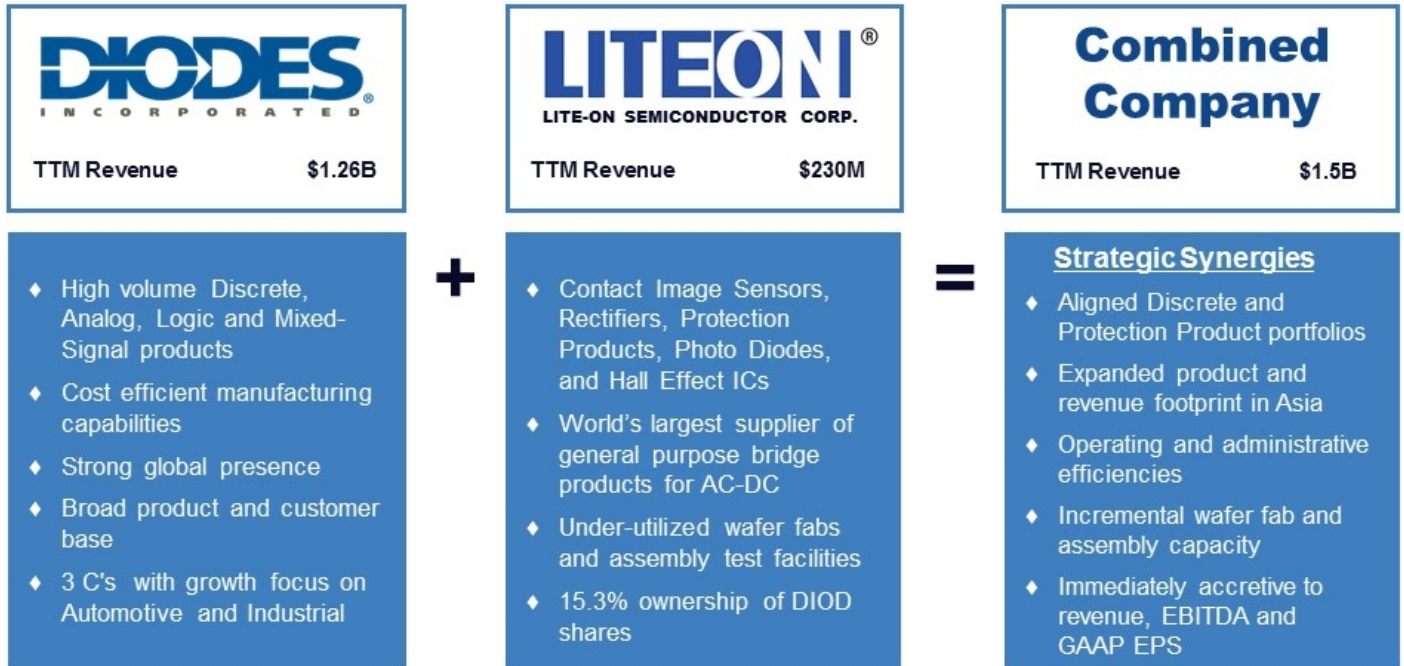 DIODES
INCORPORATED®
TTM Revenue $1.26B
♦ High volume Discrete,
Analog, Logic and Mixed-
Signal products
♦ Cost efficient manufacturing
capabilities
♦ Strong global presence
♦ Broad product and customer
base
♦ 3 C's with growth focus on
Automotive and Industrial
+
LITEON®
LITE-ON SEMICONDUCTOR CORP.
TTM Revenue $230M
♦ Contact Image Sensors,
Rectifiers, Protection
Products, Photo Diodes,
and Hall Effect ICs
♦ World's largest supplier of
general purpose bridge
products for AC-DC
♦ Under-utilized wafer fabs
and assembly test facilities
♦ 15.3% ownership of DIOD
shares
=
Combined
Company
TTM Revenue $1.5B
Strategic Synergies
♦ Aligned Discrete and
Protection Product portfolios
♦ Expanded product and
revenue footprint in Asia
♦ Operating and administrative
efficiencies
♦ Incremental wafer fab and
assembly capacity
♦ Immediately accretive to
revenue, EBITDA and
GAAP EPS